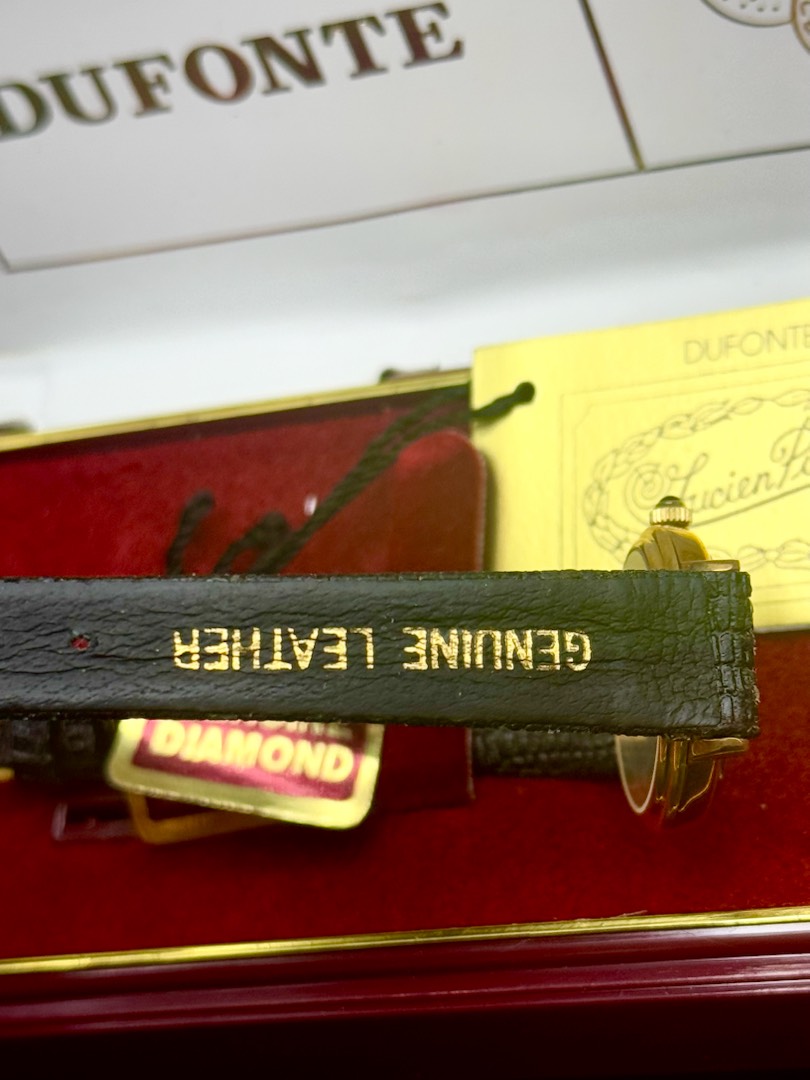 DUFONTE
DUFONTE
Lucien
GENUINE LEATHER
DIAMOND